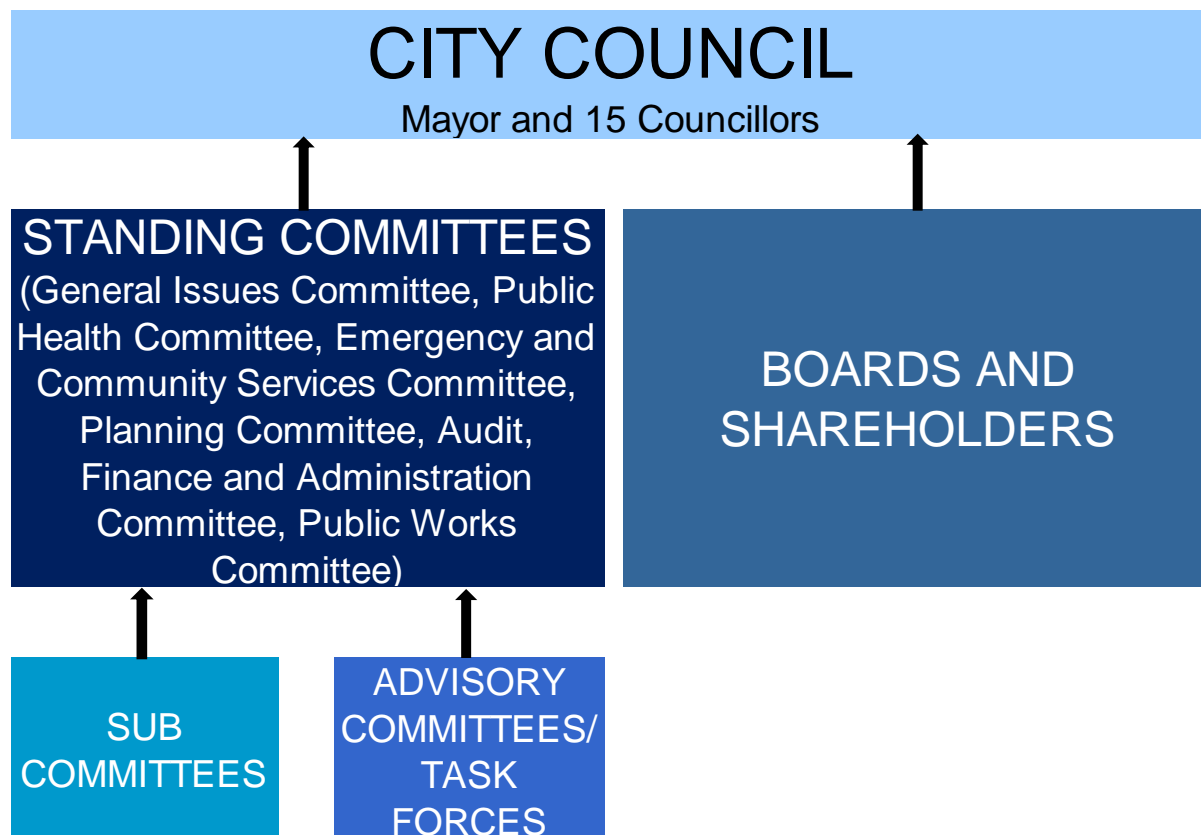 CITY COUNCIL
Mayor and 15 Councillors
STANDING COMMITTEES
(General Issues Committee, Public
Health Committee, Emergency and
Community Services Committee,
Planning Committee, Audit,
Finance and Administration
Committee, Public Works
Committee)
BOARDS AND
SHAREHOLDERS
SUB
COMMITTEES
ADVISORY
COMMITTEES/
TASK
FORCES